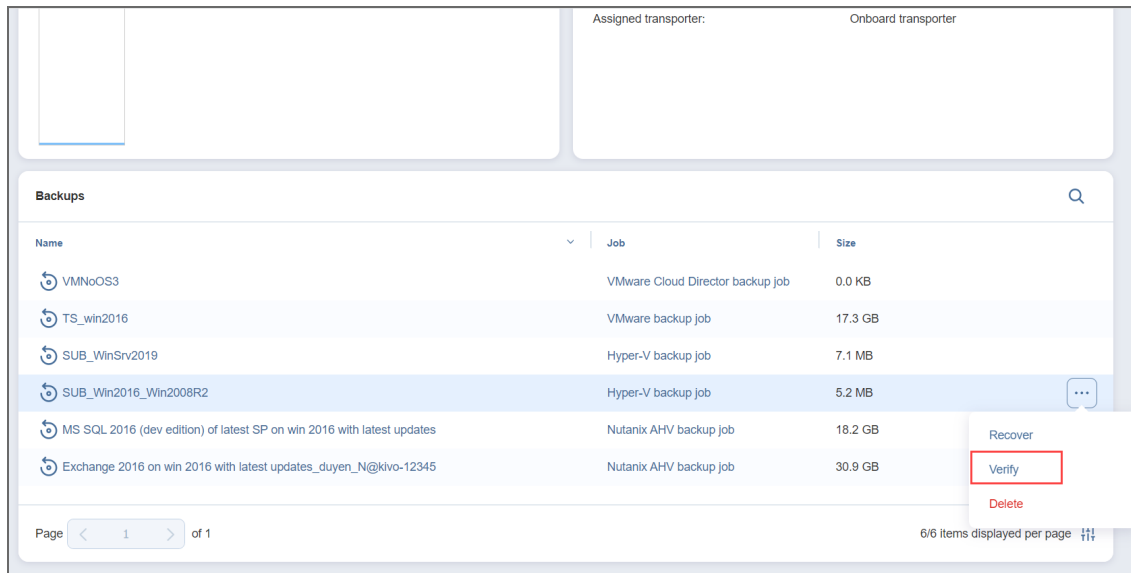 Assigned transporter: Onboard transporter
Backups
Name Job Size
VMNoOS3 VMware Cloud Director backup job 0.0 KB
TS_win2016 VMware backup job 17.3 GB
SUB_WinSrv2019 Hyper-V backup job 7.1 MB
SUB_Win2016_Win2008R2 Hyper-V backup job 5.2 MB
MS SQL 2016 (dev edition) of latest SP on win 2016 with latest updates Nutanix AHV backup job 18.2 GB
Recover
Exchange 2016 on win 2016 with latest updates_duyen_N@kivo-12345 Nutanix AHV backup job 30.9 GB
Verify
Delete
Page 1 of 1 6/6 items displayed per page